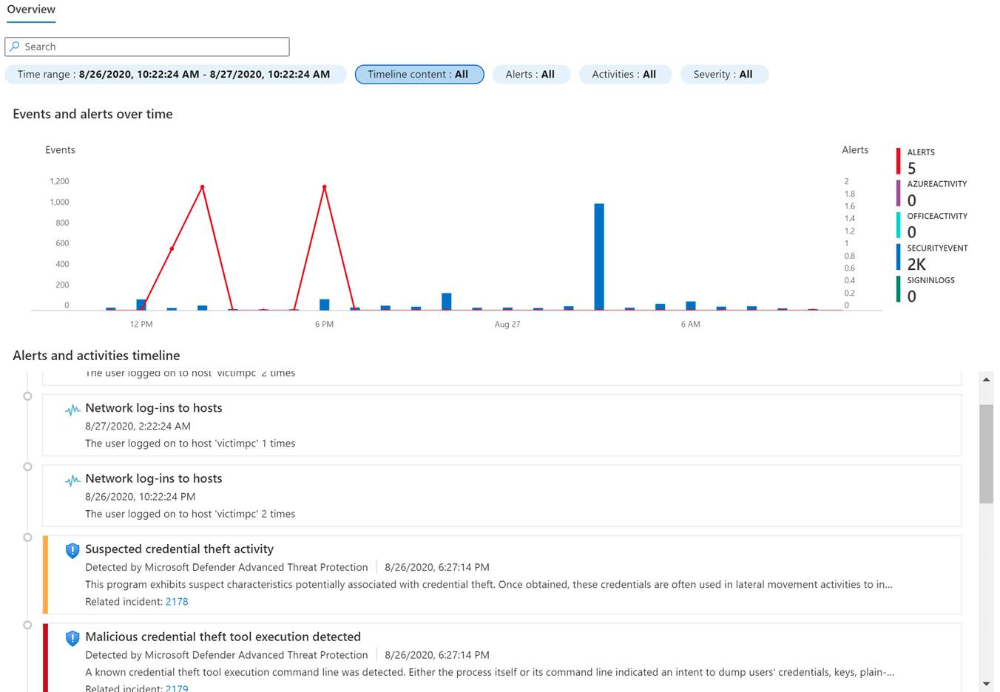 Overview
Search
Time range : 8/26/2020, 10:22:24 AM - 8/27/2020, 10:22:24 AM
Timeline content : All
Alerts : All
Activities : All
Severity : All
Events and alerts over time
Events
Alerts
1,200
1,000
800
600
400
200
0
2
1.8
1.6
1.4
1.2
1
0.8
0.6
0.4
0.2
0
12 PM
6 PM
Aug 27
6 AM
ALERTS
5
AZUREACTIVITY
0
OFFICEACTIVITY
0
SECURITYEVENT
2K
SIGNINLOGS
0
Alerts and activities timeline
The user logged on to host 'victimpc' 2 times
Network log-ins to hosts
8/27/2020, 2:22:24 AM
The user logged on to host 'victimpc' 1 times
Network log-ins to hosts
8/26/2020, 10:22:24 PM
The user logged on to host 'victimpc' 2 times
Suspected credential theft activity
Detected by Microsoft Defender Advanced Threat Protection | 8/26/2020, 6:27:14 PM
This program exhibits suspect characteristics potentially associated with credential theft. Once obtained, these credentials are often used in lateral movement activities to in...
Related incident: 2178
Malicious credential theft tool execution detected
Detected by Microsoft Defender Advanced Threat Protection | 8/26/2020, 6:27:14 PM
A known credential theft tool execution command line was detected. Either the process itself or its command line indicated an intent to dump users' credentials, keys, plain-...
Related incident: 2179